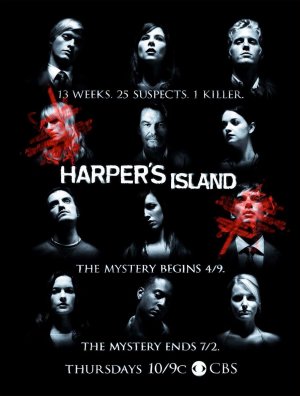 13 WEEKS. 25 SUSPECTS. 1 KILLER.
HARPER'S ISLAND
THE MYSTERY BEGINS 4/9.
THE MYSTERY ENDS 7/2.
THURSDAYS 10/9C CBS